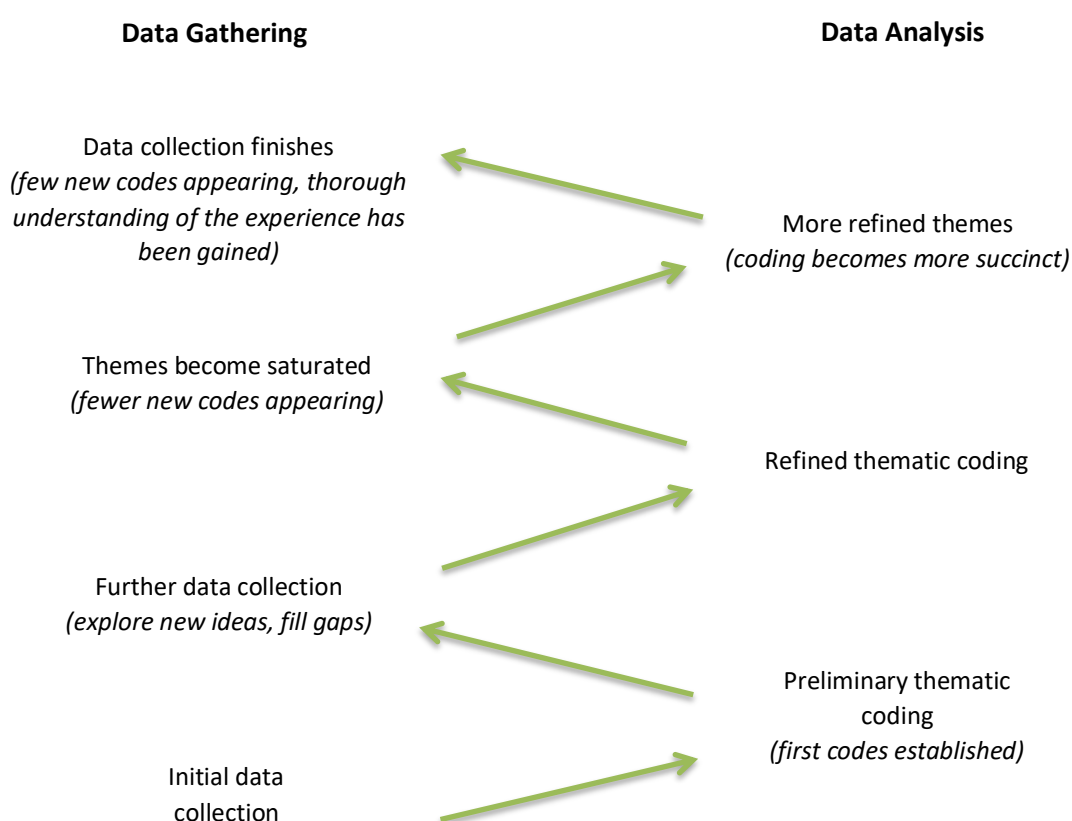 Data Gathering
Data Analysis
Data collection finishes
(few new codes appearing, thorough
understanding of the experience has
been gained)
More refined themes
(coding becomes more succinct)
Themes become saturated
(fewer new codes appearing)
Refined thematic coding
Further data collection
(explore new ideas, fill gaps)
Preliminary thematic
coding
(first codes established)
Initial data
collection